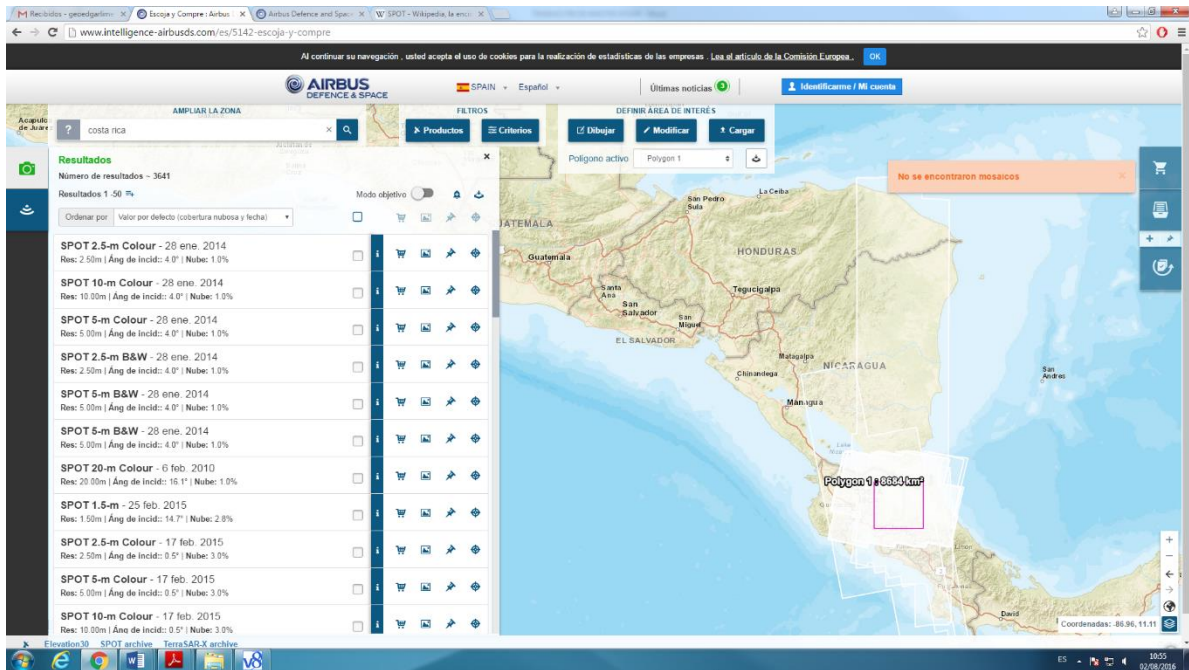 Recibidos - geoedgarlim
Escoja y Compre : Airbus
Airbus Defence and Space
SPOT - Wikipedia, la enci
www.intelligence-airbusds.com/es/5142-escoja-y-compre
Al continuar su navegación , usted acepta el uso de cookies para la realización de estadísticas de las empresas . Lea el artículo de la Comisión Europea .
OK
AIRBUS
DEFENCE & SPACE
SPAIN
Español
Últimas noticias 3
Identificarme / Mi cuenta
AMPLIAR LA ZONA
FILTROS
DEFINIR ÁREA DE INTERÉS
? costa rica
Productos
Criterios
Dibujar
Modificar
Cargar
Polígono activo
Polygon 1
Resultados
Número de resultados ~ 3641
Resultados 1 -50
Modo objetivo
Ordenar por
Valor por defecto (cobertura nubosa y fecha)
SPOT 2.5-m Colour - 28 ene. 2014
Res: 2.50m | Áng de incid:: 4.0° | Nube: 1.0%
SPOT 10-m Colour - 28 ene. 2014
Res: 10.00m | Áng de incid:: 4.0° | Nube: 1.0%
SPOT 5-m Colour - 28 ene. 2014
Res: 5.00m | Áng de incid:: 4.0° | Nube: 1.0%
SPOT 2.5-m B&W - 28 ene. 2014
Res: 2.50m | Áng de incid:: 4.0° | Nube: 1.0%
SPOT 5-m B&W - 28 ene. 2014
Res: 5.00m | Áng de incid:: 4.0° | Nube: 1.0%
SPOT 5-m B&W - 28 ene. 2014
Res: 5.00m | Áng de incid:: 4.0° | Nube: 1.0%
SPOT 20-m Colour - 6 feb. 2010
Res: 20.00m | Áng de incid:: 16.1° | Nube: 1.0%
SPOT 1.5-m - 25 feb. 2015
Res: 1.50m | Áng de incid:: 14.7° | Nube: 2.8%
SPOT 2.5-m Colour - 17 feb. 2015
Res: 2.50m | Áng de incid:: 0.5° | Nube: 3.0%
SPOT 5-m Colour - 17 feb. 2015
Res: 5.00m | Áng de incid:: 0.5° | Nube: 3.0%
SPOT 10-m Colour - 17 feb. 2015
Res: 10.00m | Áng de incid:: 0.5° | Nube: 3.0%
No se encontraron mosaicos
Acapulco
de Juáre
La Ceiba
San Pedro
Sula
GUATEMALA
HONDURAS
Guatemala
Santa
Ana
Tegucigalpa
San
Salvador
San
Miguel
EL SALVADOR
Matagalpa
NICARAGUA
Chinandega
San
Andres
Managua
Polygon 1 : 8684 km²
Limón
David
Coordenadas: -86.96, 11.11
Elevation30
SPOT archive
TerraSAR-X archive
ES
10:55
02/08/2016